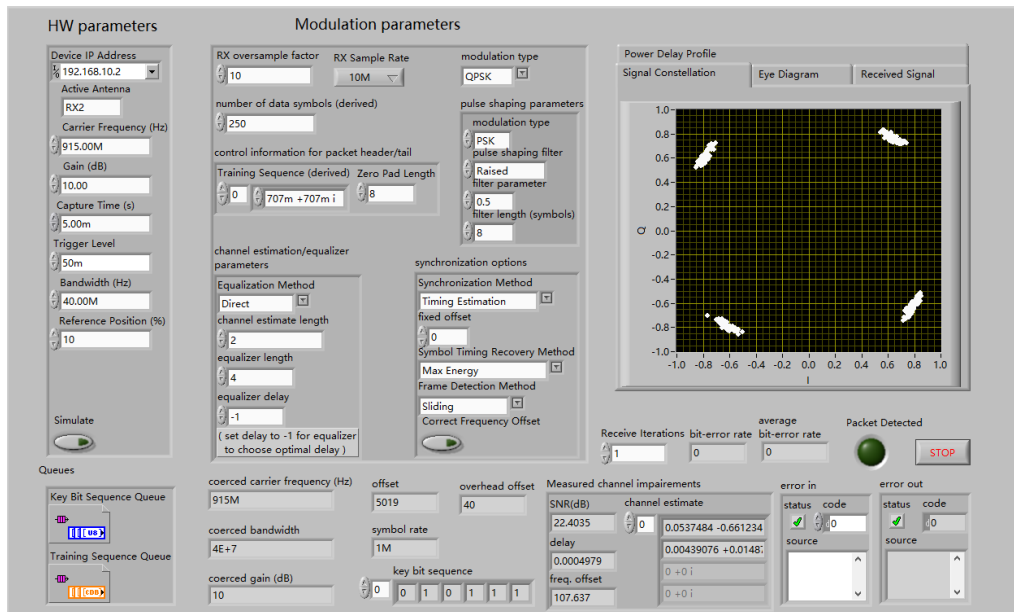 HW parameters
Modulation parameters
Device IP Address
192.168.10.2
Active Antenna
RX2
Carrier Frequency (Hz)
915.00M
Gain (dB)
10.00
Capture Time (s)
5.00m
Trigger Level
50m
Bandwidth (Hz)
40.00M
Reference Position (%)
10
Simulate
RX oversample factor
10
RX Sample Rate
10M
modulation type
QPSK
number of data symbols (derived)
250
control information for packet header/tail
Training Sequence (derived)
0
707m +707m i
Zero Pad Length
8
pulse shaping parameters
modulation type
PSK
pulse shaping filter
Raised
filter parameter
0.5
filter length (symbols)
8
channel estimation/equalizer
parameters
Equalization Method
Direct
channel estimate length
2
equalizer length
4
equalizer delay
-1
( set delay to -1 for equalizer
to choose optimal delay )
synchronization options
Synchronization Method
Timing Estimation
fixed offset
0
Symbol Timing Recovery Method
Max Energy
Frame Detection Method
Sliding
Correct Frequency Offset
Power Delay Profile
Signal Constellation
Eye Diagram
Received Signal
1.0
0.8
0.6
0.4
0.2
0.0
-0.2
-0.4
-0.6
-0.8
-1.0
Q
-1.0 -0.8 -0.6 -0.4 -0.2 0.0 0.2 0.4 0.6 0.8 1.0
I
Receive Iterations
1
bit-error rate
0
average
bit-error rate
0
Packet Detected
STOP
Queues
Key Bit Sequence Queue
[U8]
Training Sequence Queue
[CDB]
coerced carrier frequency (Hz)
915M
coerced bandwidth
4E+7
coerced gain (dB)
10
offset
5019
overhead offset
40
symbol rate
1M
key bit sequence
0
0 1 0 1 1 1
Measured channel impairements
SNR(dB)
22.4035
delay
0.0004979
freq. offset
107.637
channel estimate
0
0.0537484 -0.661234
0.00439076 +0.0148
0 +0 i
0 +0 i
error in
status code
0
source
error out
status code
0
source